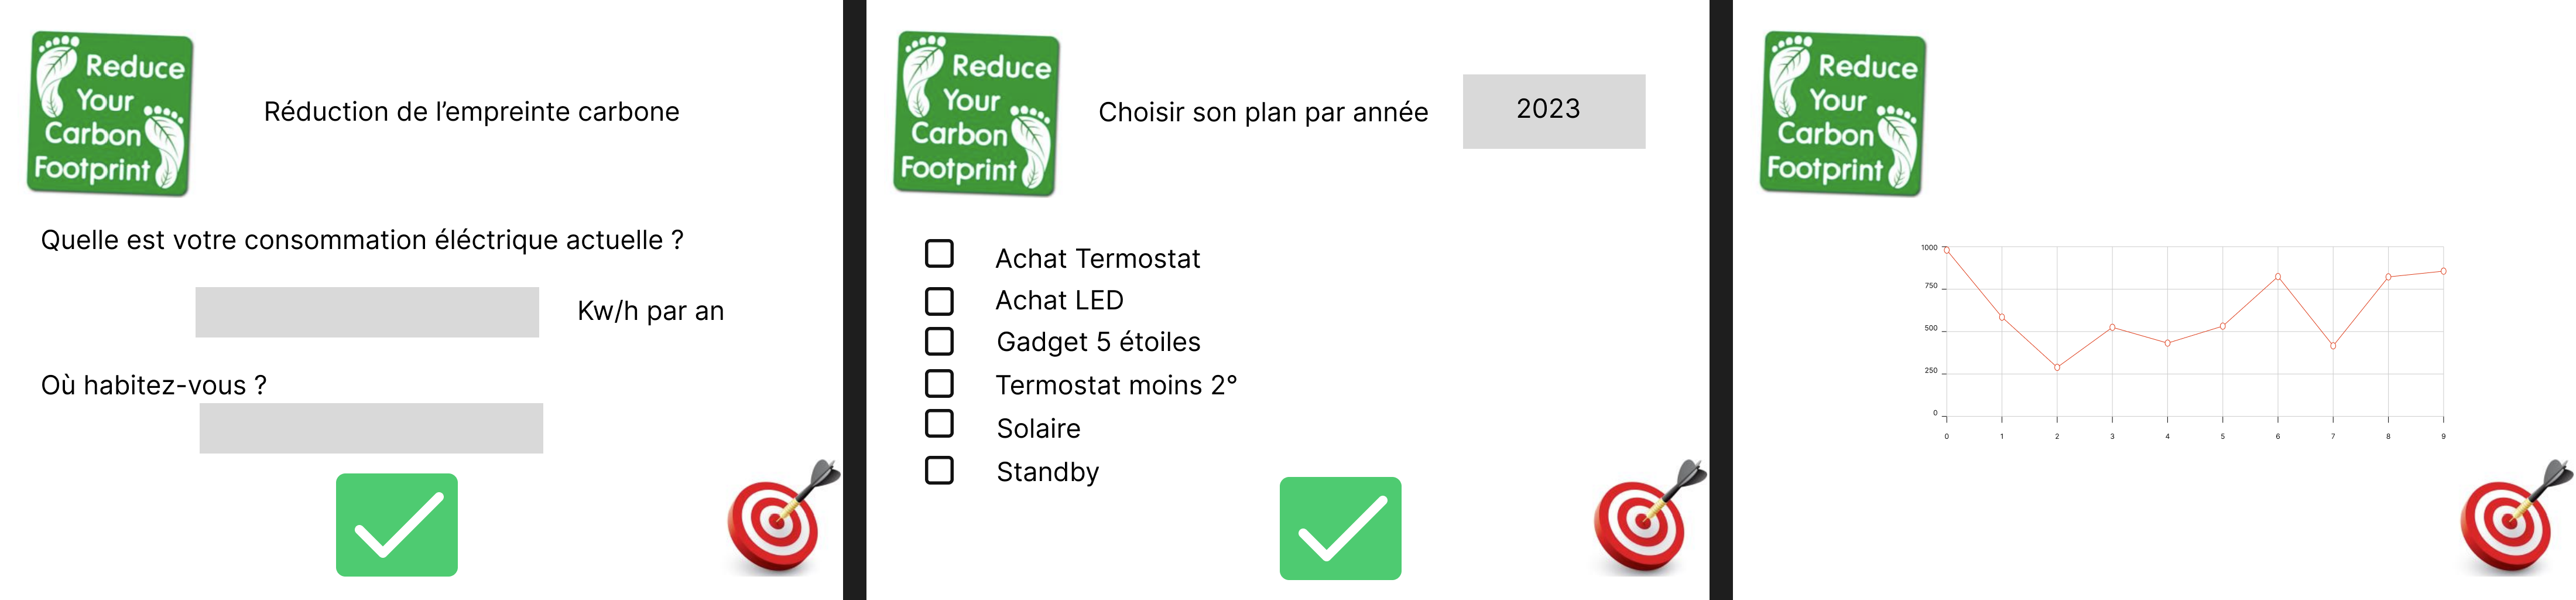 Reduce
Your
Carbon
Footprint
Réduction de l’empreinte carbone
Quelle est votre consommation éléctrique actuelle ?
Kw/h par an
Où habitez-vous ?
Reduce
Your
Carbon
Footprint
Choisir son plan par année
2023
Achat Termostat
Achat LED
Gadget 5 étoiles
Termostat moins 2°
Solaire
Standby
Reduce
Your
Carbon
Footprint
1000
750
500
250
0
0 1 2 3 4 5 6 7 8 9